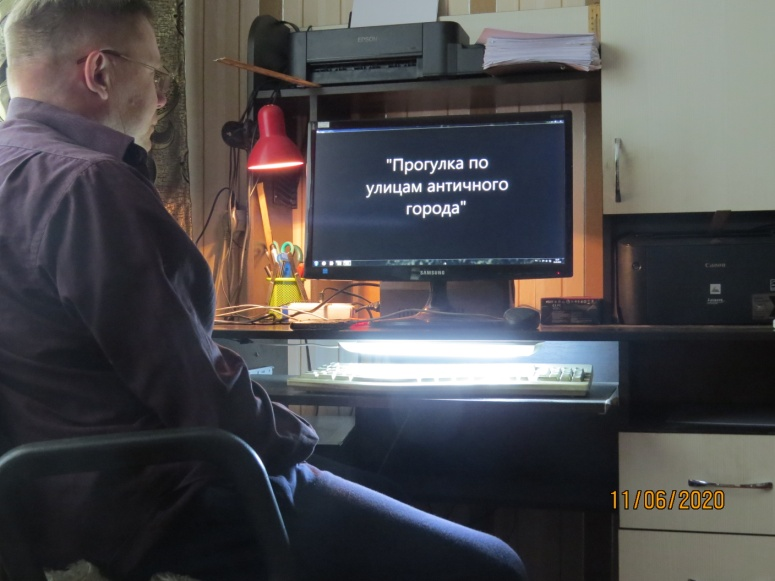 EPSON
"Прогулка по
улицам античного
города"
SAMSUNG
Canon
11/06/2020